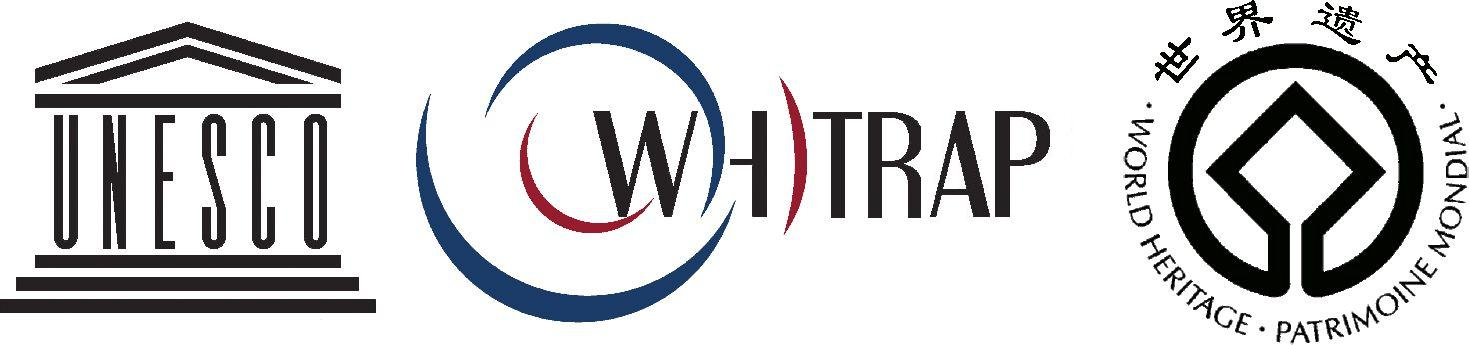 UNESCO
WHITRAP
世界遗产
· WORLD HERITAGE · PATRIMOINE MONDIAL ·